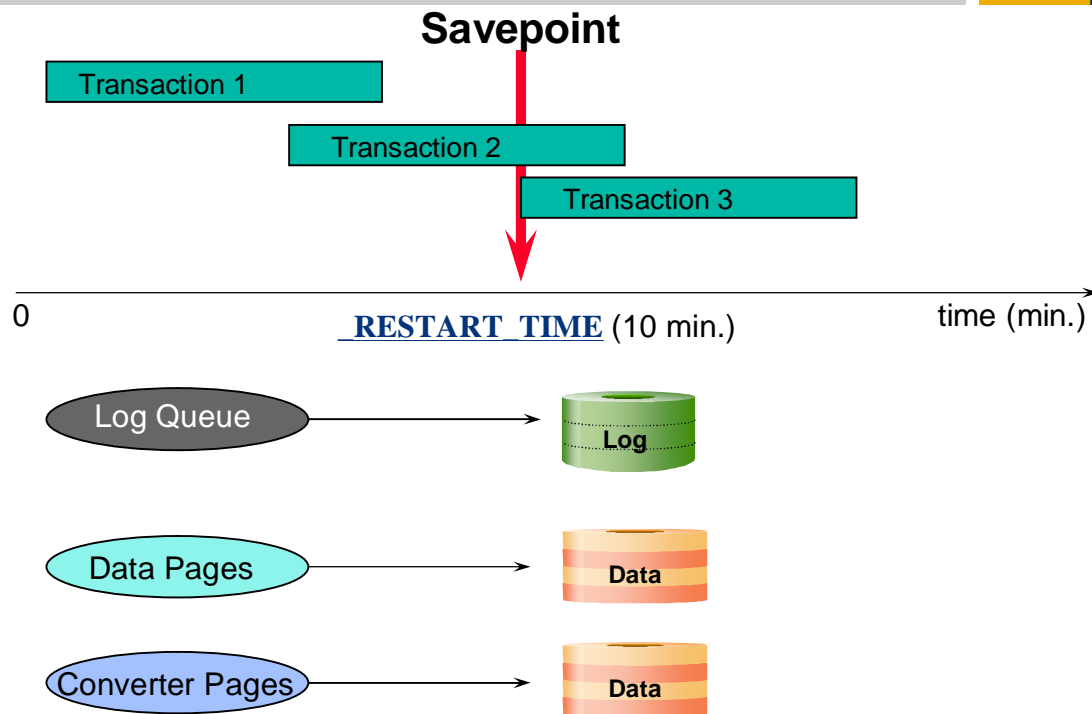 Savepoint
Transaction 1
Transaction 2
Transaction 3
0
_RESTART_TIME (10 min.)
time (min.)
Log Queue
Log
Data Pages
Data
Converter Pages
Data